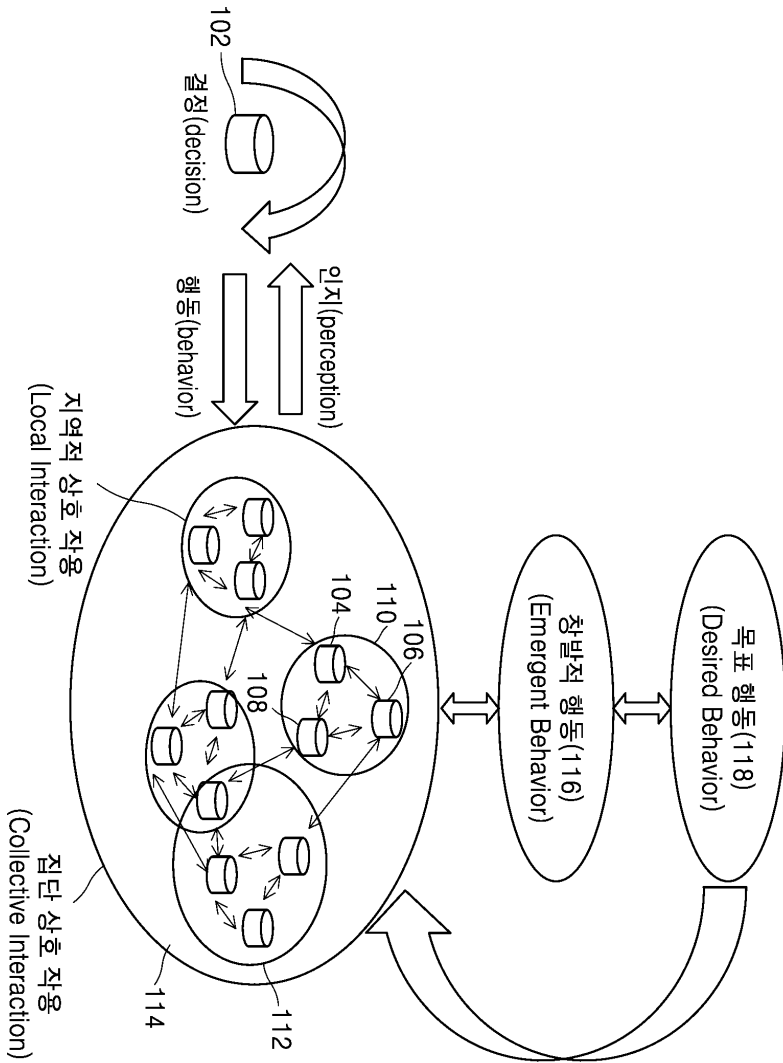 목표 행동(118)
(Desired Behavior)
창발적 행동(116)
(Emergent Behavior)
102
결정(decision)
인지(perception)
행동(behavior)
106
110
104
108
지역적 상호 작용
(Local Interaction)
112
114
집단 상호 작용
(Collective Interaction)